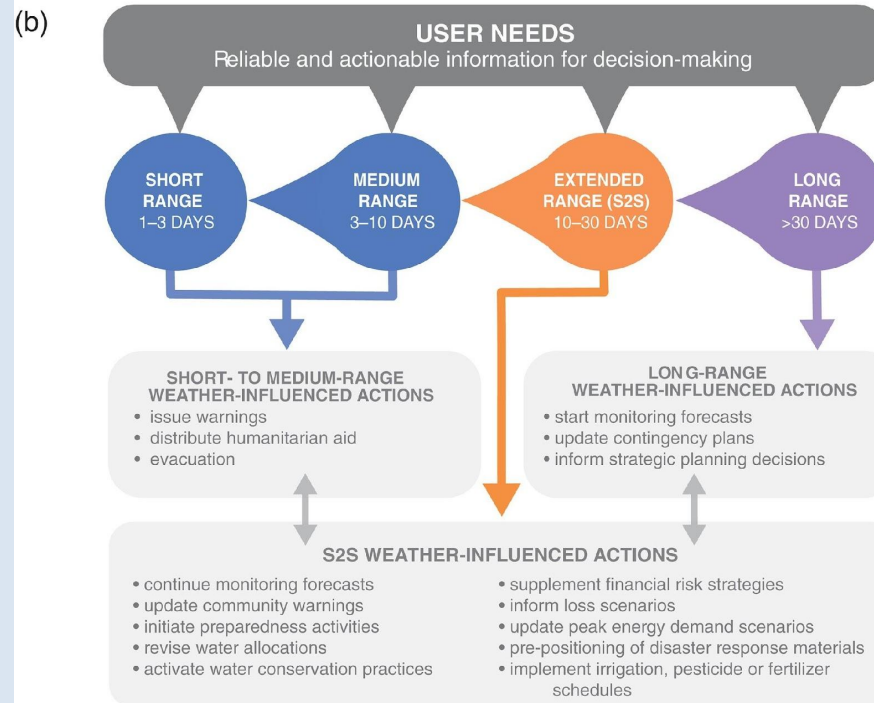 (b)
USER NEEDS
Reliable and actionable information for decision-making
SHORT
RANGE
1–3 DAYS
MEDIUM
RANGE
3–10 DAYS
EXTENDED
RANGE (S2S)
10–30 DAYS
LONG
RANGE
>30 DAYS
SHORT- TO MEDIUM-RANGE
WEATHER-INFLUENCED ACTIONS
• issue warnings
• distribute humanitarian aid
• evacuation
LONG-RANGE
WEATHER-INFLUENCED ACTIONS
• start monitoring forecasts
• update contingency plans
• inform strategic planning decisions
S2S WEATHER-INFLUENCED ACTIONS
• continue monitoring forecasts
• update community warnings
• initiate preparedness activities
• revise water allocations
• activate water conservation practices
• supplement financial risk strategies
• inform loss scenarios
• update peak energy demand scenarios
• pre-positioning of disaster response materials
• implement irrigation, pesticide or fertilizer
schedules